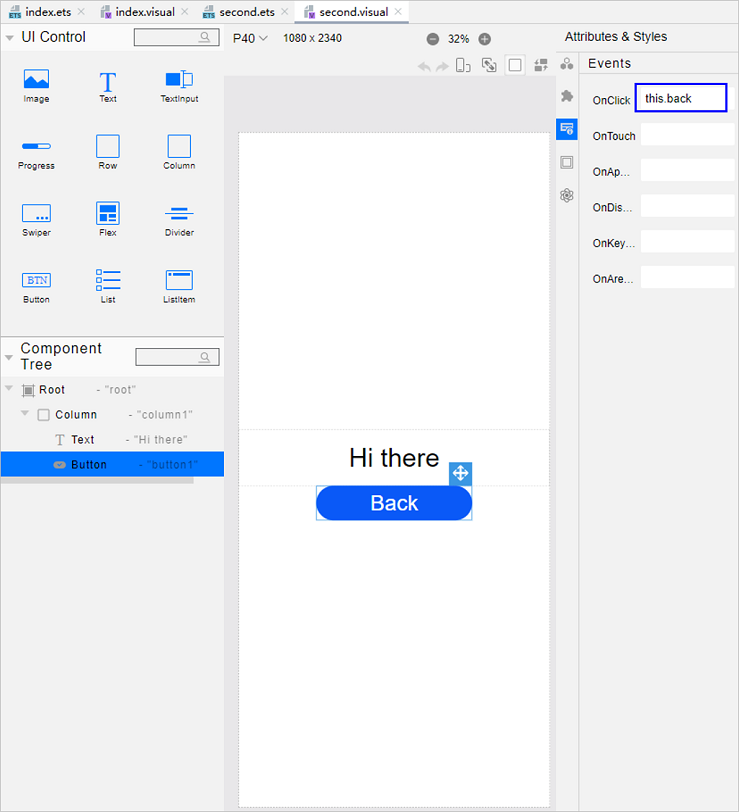 index.ets
index.visual
second.ets
second.visual
UI Control
P40
1080 x 2340
32%
Attributes & Styles
Events
Image
Text
TextInput
Progress
Row
Column
Swiper
Flex
Divider
BTN
Button
List
ListItem
OnClick
this.back
OnTouch
OnAp...
OnDis...
OnKey...
OnAre...
Component
Tree
Root - "root"
Column - "column1"
T Text - "Hi there"
Button - "button1"
Hi there
Back